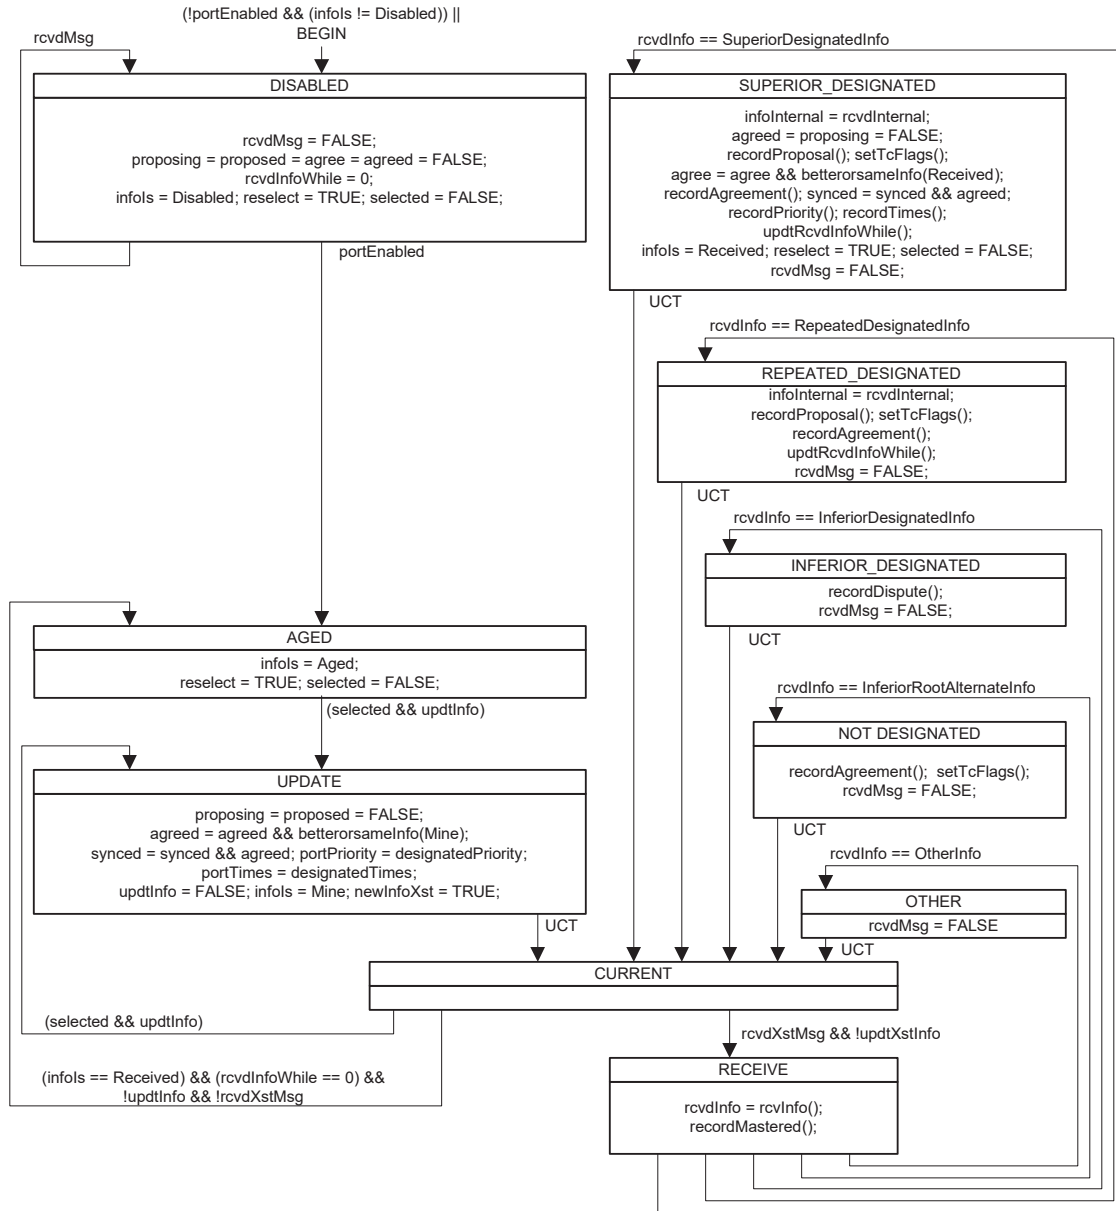 (!portEnabled && (infoIs != Disabled)) ||
BEGIN
rcvdMsg
DISABLED
rcvdMsg = FALSE;
proposing = proposed = agree = agreed = FALSE;
rcvdInfoWhile = 0;
infoIs = Disabled; reselect = TRUE; selected = FALSE;
portEnabled
AGED
infoIs = Aged;
reselect = TRUE; selected = FALSE;
(selected && updtInfo)
UPDATE
proposing = proposed = FALSE;
agreed = agreed && betterorsameInfo(Mine);
synced = synced && agreed; portPriority = designatedPriority;
portTimes = designatedTimes;
updtInfo = FALSE; infoIs = Mine; newInfoXst = TRUE;
UCT
rcvdInfo == SuperiorDesignatedInfo
SUPERIOR_DESIGNATED
infoInternal = rcvdInternal;
agreed = proposing = FALSE;
recordProposal(); setTcFlags();
agree = agree && betterorsameInfo(Received);
recordAgreement(); synced = synced && agreed;
recordPriority(); recordTimes();
updtRcvdInfoWhile();
infoIs = Received; reselect = TRUE; selected = FALSE;
rcvdMsg = FALSE;
UCT
rcvdInfo == RepeatedDesignatedInfo
REPEATED_DESIGNATED
infoInternal = rcvdInternal;
recordProposal(); setTcFlags();
recordAgreement();
updtRcvdInfoWhile();
rcvdMsg = FALSE;
UCT
rcvdInfo == InferiorDesignatedInfo
INFERIOR_DESIGNATED
recordDispute();
rcvdMsg = FALSE;
UCT
rcvdInfo == InferiorRootAlternateInfo
NOT DESIGNATED
recordAgreement(); setTcFlags();
rcvdMsg = FALSE;
UCT
rcvdInfo == OtherInfo
OTHER
rcvdMsg = FALSE
UCT
CURRENT
(selected && updtInfo)
(infoIs == Received) && (rcvdInfoWhile == 0) &&
!updtInfo && !rcvdXstMsg
rcvdXstMsg && !updtXstInfo
RECEIVE
rcvdInfo = rcvInfo();
recordMastered();